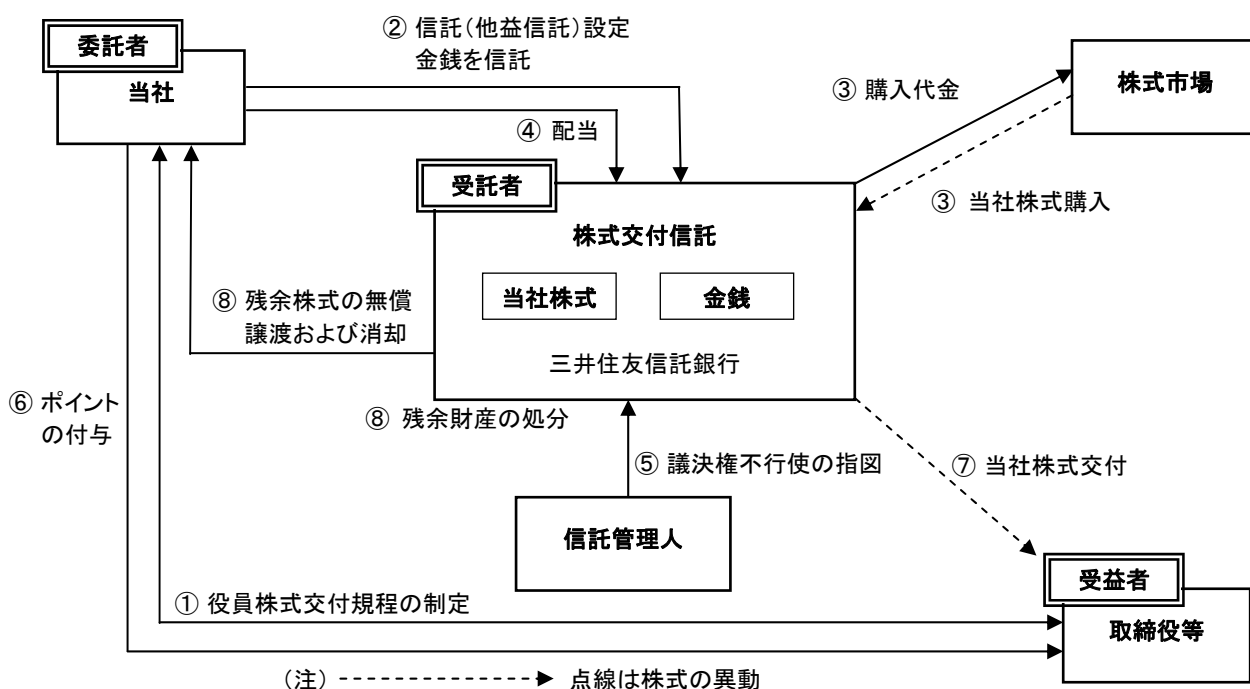 委託者
当社
② 信託(他益信託)設定
金銭を信託
③ 購入代金
株式市場
④ 配当
受託者
③ 当社株式購入
株式交付信託
当社株式
金銭
⑧ 残余株式の無償
譲渡および消却
三井住友信託銀行
⑥ ポイント
の付与
⑧ 残余財産の処分
⑤ 議決権不行使の指図
⑦ 当社株式交付
信託管理人
受益者
① 役員株式交付規程の制定
取締役等
(注)
点線は株式の異動